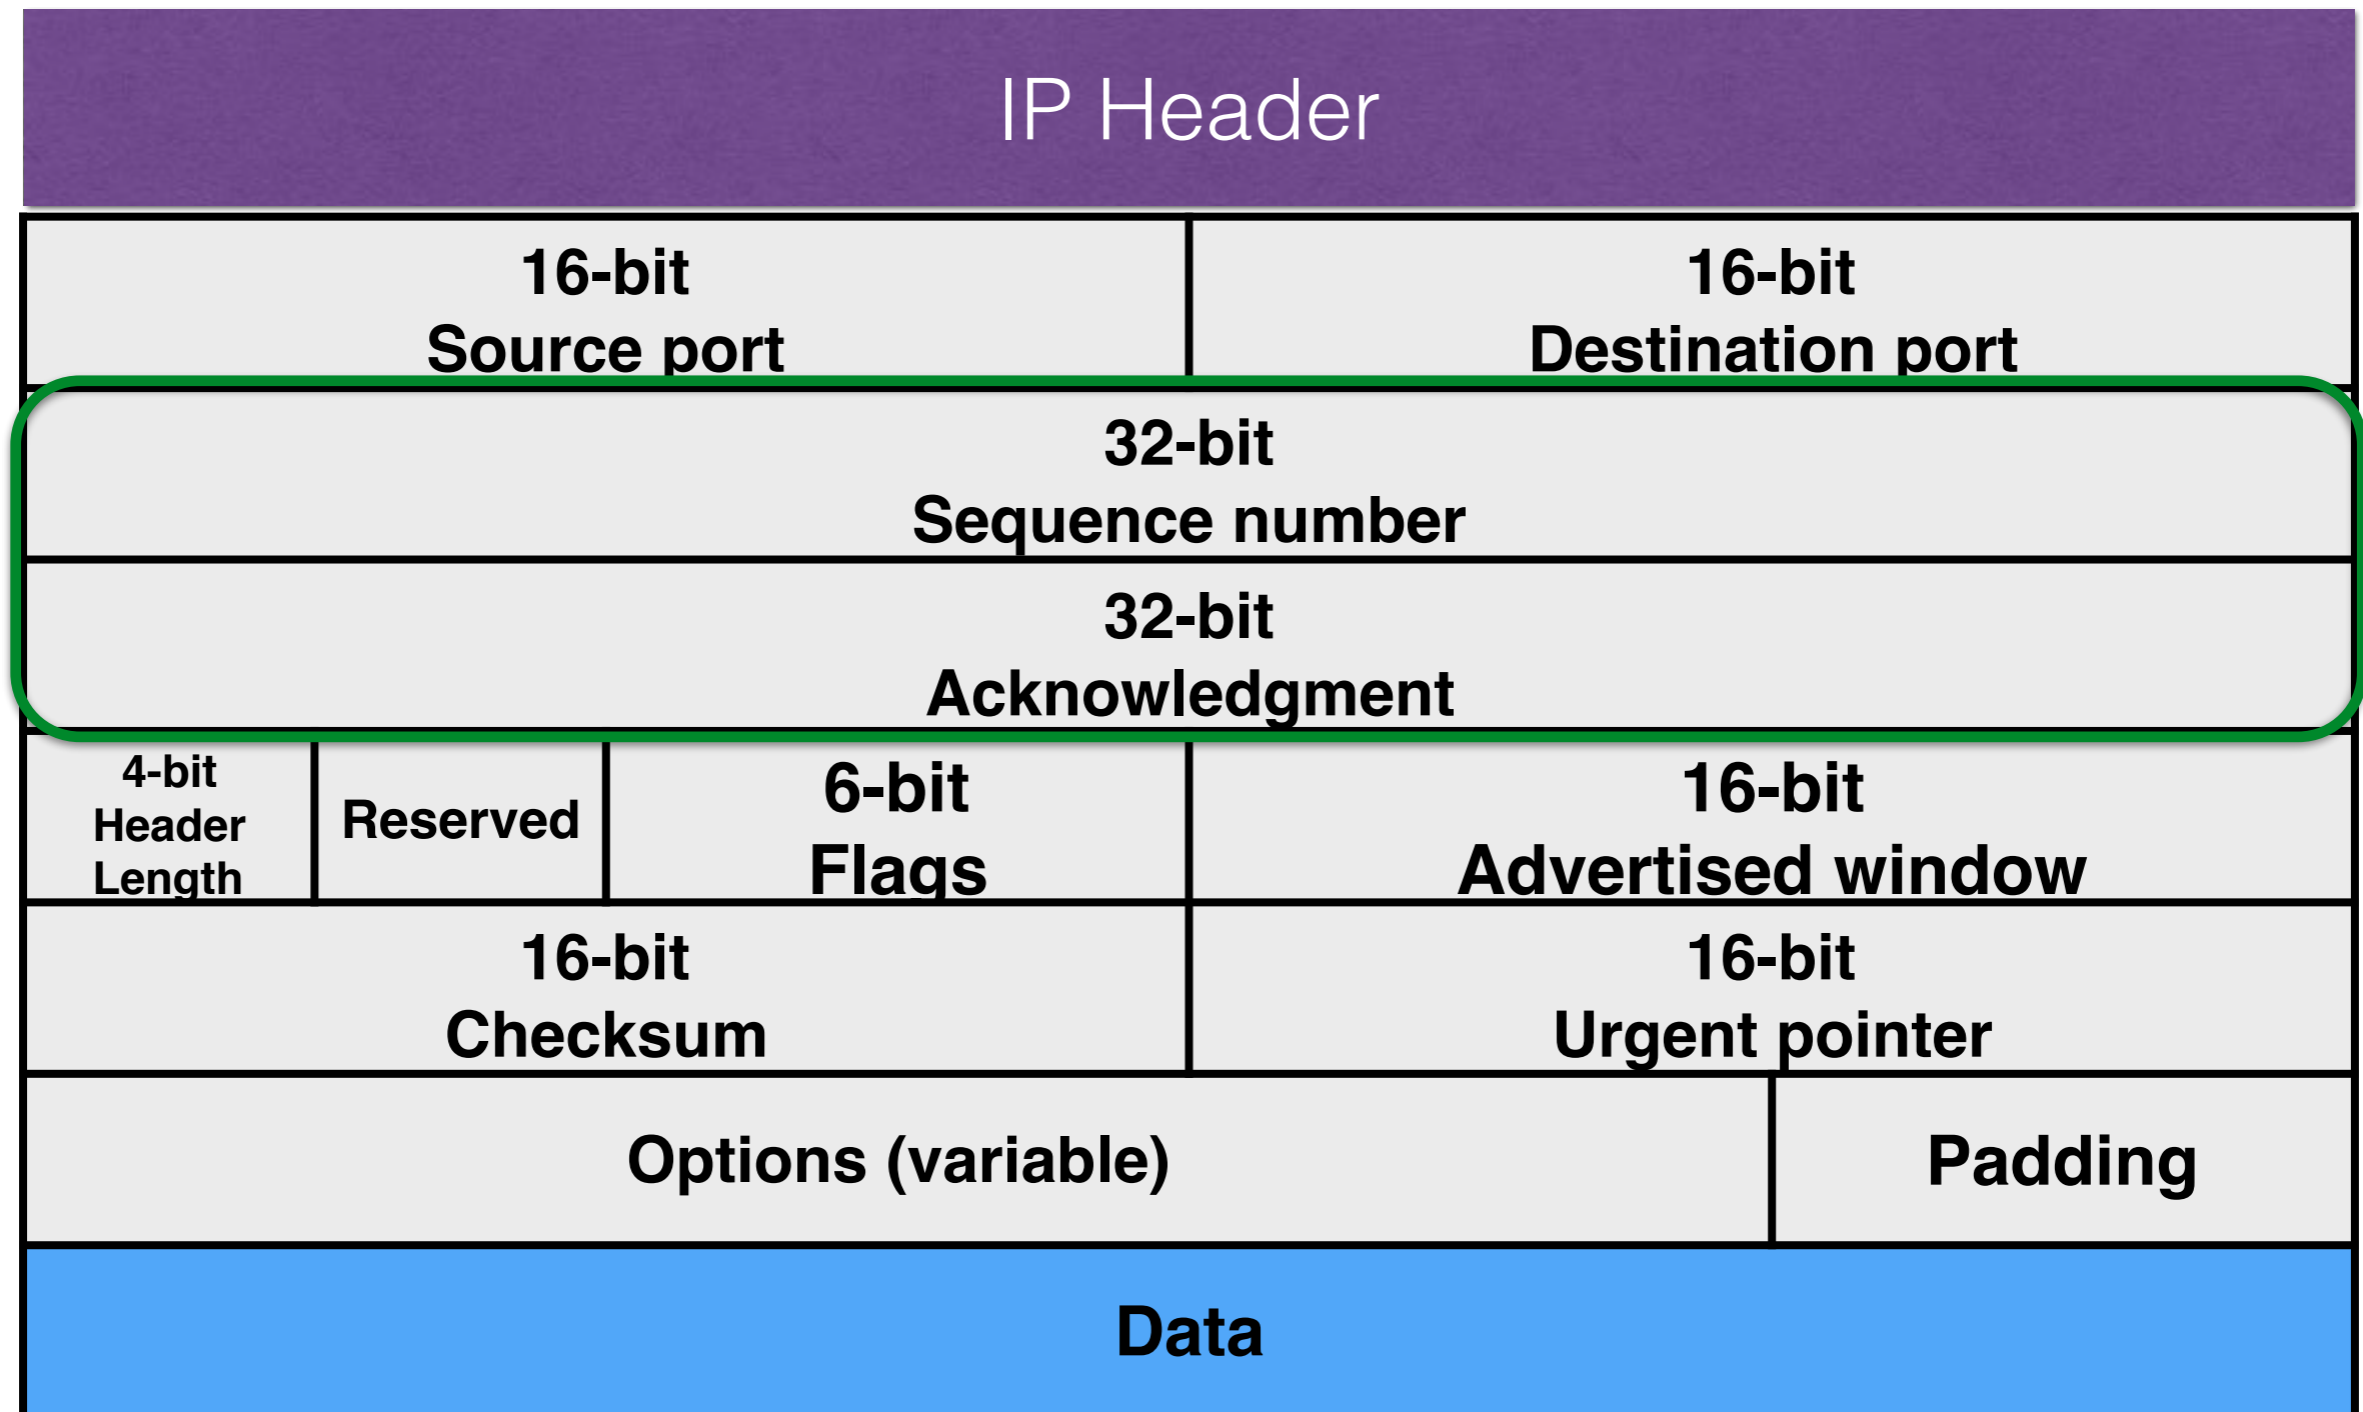 IP Header
16-bit
Source port
16-bit
Destination port
32-bit
Sequence number
32-bit
Acknowledgment
4-bit
Header
Length
Reserved
6-bit
Flags
16-bit
Advertised window
16-bit
Checksum
16-bit
Urgent pointer
Options (variable)
Padding
Data